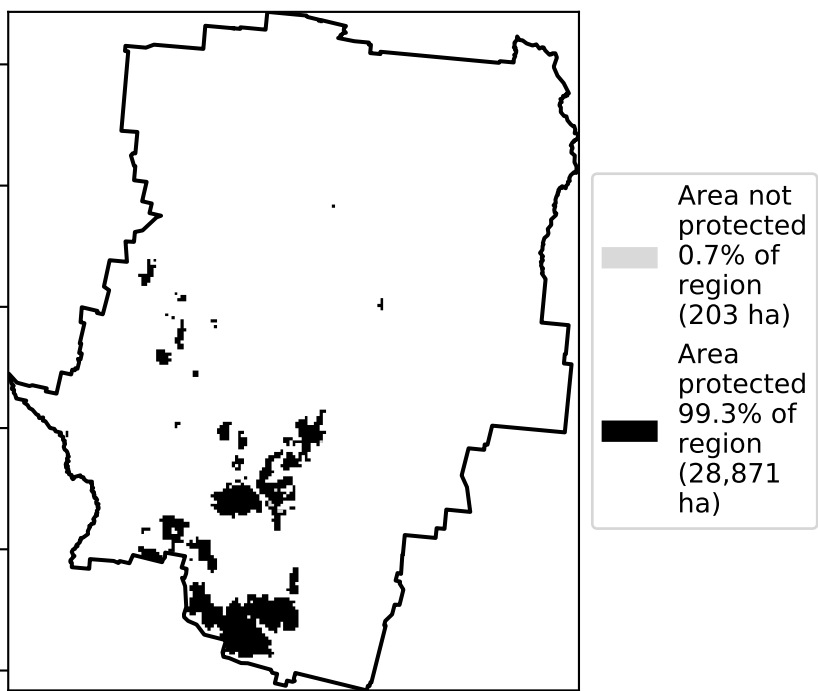 Area not
protected
0.7% of
region
(203 ha)
Area
protected
99.3% of
region
(28,871
ha)